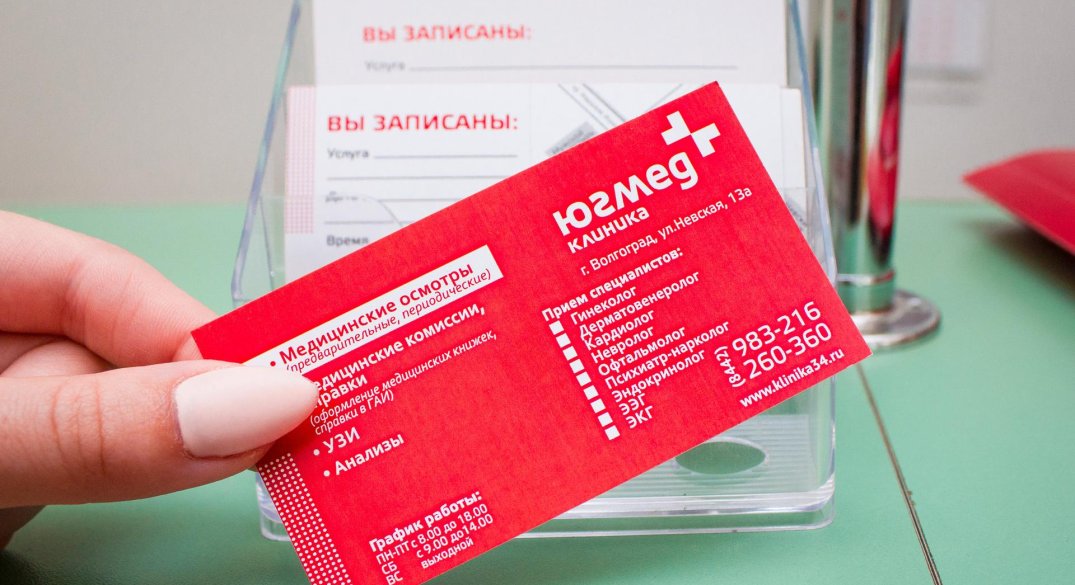 ВЫ ЗАПИСАНЫ:
Услуга
ВЫ ЗАПИСАНЫ:
Услуга
Время
югмед
клиника
г. Волгоград, ул.Невская, 13а
• Медицинские осмотры
(предварительные, периодические)
медицинские комиссии,
справки
(оформление медицинских книжек,
справки в ГАИ)
• УЗИ
• Анализы
График работы:
ПН-ПТ с 8.00 до 18.00
СБ с 9.00 до 14.00
ВС выходной
Прием специалистов:
Гинеколог
Дерматовенеролог
Кардиолог
Невролог
Офтальмолог
Психиатр-нарколог
Эндокринолог
ЭЭГ
ЭКГ
(8442) 983-216
260-360
www.klinika34.ru